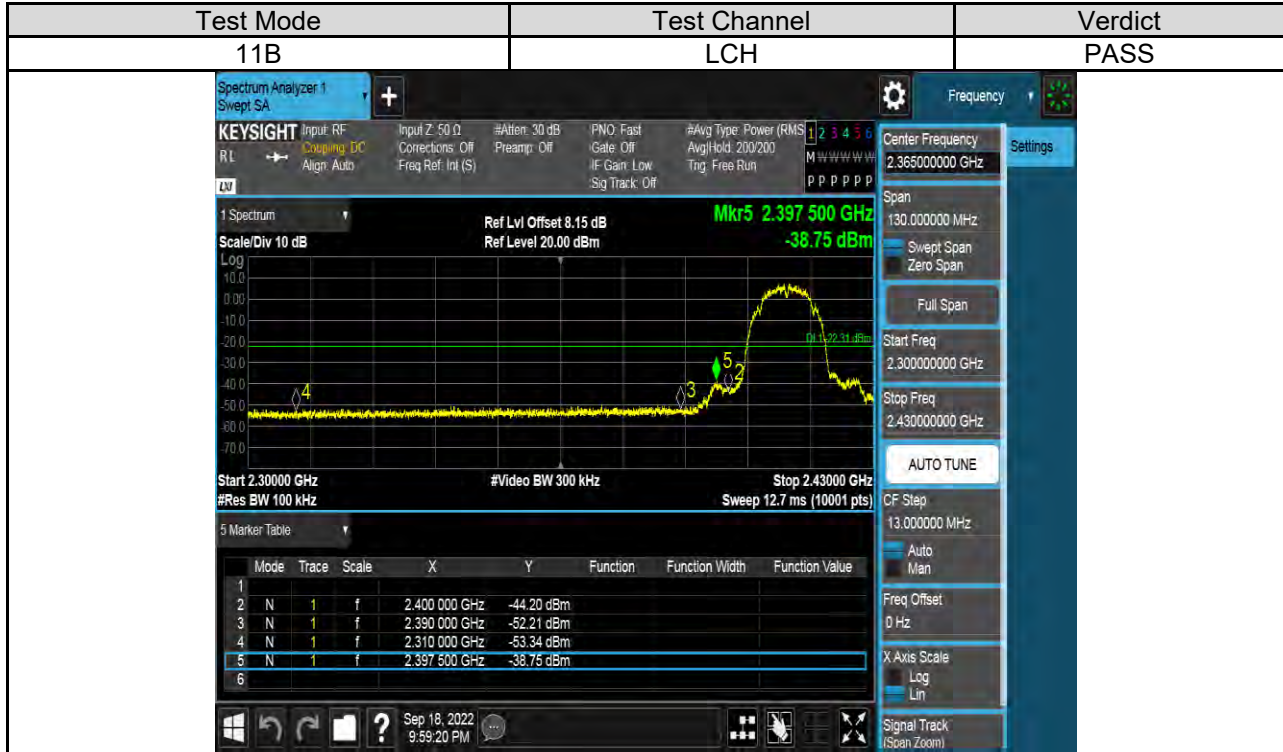 Test Mode Test Channel Verdict
11B LCH PASS
Spectrum Analyzer 1
Swept SA
+
Frequency
KEYSIGHT Input: RF Input Z: 50 Ω #Atten: 30 dB PNO: Fast #Avg Type: Power (RMS 1 2 3 4 5 6
RL Coupling: DC Corrections: Off Preamp: Off Gate: Off Avg|Hold: 200/200 M W W W W W
Align: Auto Freq Ref: Int (S) IF Gain: Low Trig: Free Run
LXI Sig Track: Off P P P P P P
1 Spectrum
Ref Lvl Offset 8.15 dB Mkr5 2.397 500 GHz
Scale/Div 10 dB Ref Level 20.00 dBm -38.75 dBm
Log
10.0
0.00
-10.0
-20.0 DL1 -22.31 dBm
-30.0 5 2
-40.0 4 3
-50.0
-60.0
-70.0
Start 2.30000 GHz #Video BW 300 kHz Stop 2.43000 GHz
#Res BW 100 kHz Sweep 12.7 ms (10001 pts)
5 Marker Table
Mode Trace Scale X Y Function Function Width Function Value
1
2 N 1 f 2.400 000 GHz -44.20 dBm
3 N 1 f 2.390 000 GHz -52.21 dBm
4 N 1 f 2.310 000 GHz -53.34 dBm
5 N 1 f 2.397 500 GHz -38.75 dBm
6
?
Sep 18, 2022
9:59:20 PM
Center Frequency
2.365000000 GHz
Settings
Span
130.000000 MHz
Swept Span
Zero Span
Full Span
Start Freq
2.300000000 GHz
Stop Freq
2.430000000 GHz
AUTO TUNE
CF Step
13.000000 MHz
Auto
Man
Freq Offset
0 Hz
X Axis Scale
Log
Lin
Signal Track
(Span Zoom)